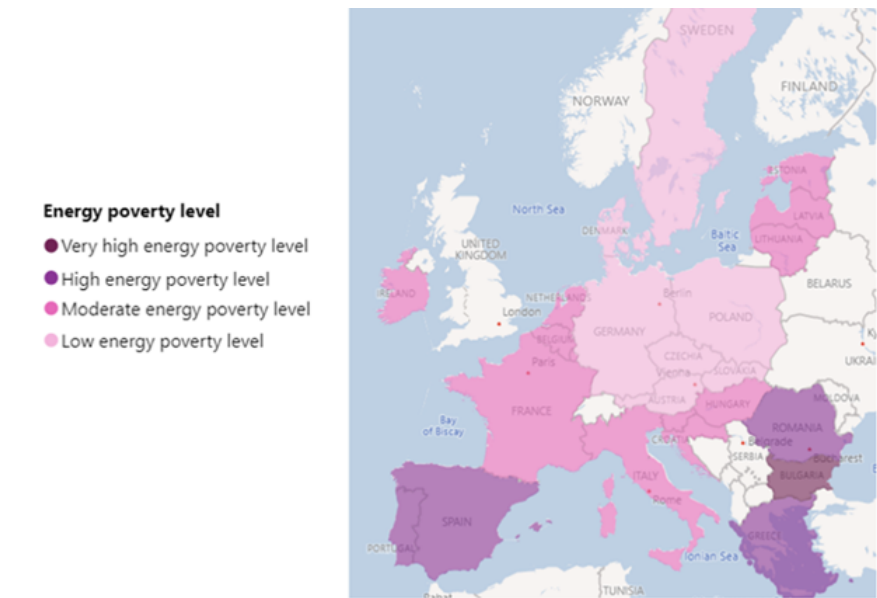 Energy poverty level
Very high energy poverty level
High energy poverty level
Moderate energy poverty level
Low energy poverty level
SWEDEN
FINLAND
NORWAY
ESTONIA
North Sea
LATVIA
DENMARK
Baltic
Sea
LITHUANIA
UNITED
KINGDOM
BELARUS
IRELAND
NETHERLANDS
Berlin
London
POLAND
GERMANY
Ky
BELGIUM
UKRAI
CZECHIA
Paris
Vienna
SLOVAKIA
AUSTRIA
MOLDOVA
HUNGARY
FRANCE
Bay
of Biscay
ROMANIA
CROATIA
Belgrade
SERBIA
Bucharest
ITALY
BULGARIA
Rome
SPAIN
GREECE
PORTUGAL
Ionian Sea
TUNISIA
Rabat